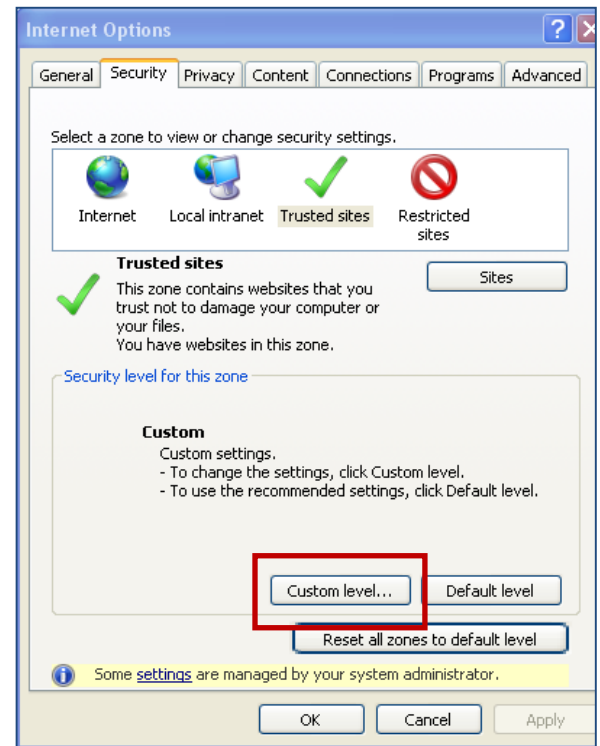 Internet Options
?
General Security Privacy Content Connections Programs Advanced
Select a zone to view or change security settings.
Internet Local intranet Trusted sites Restricted
sites
Trusted sites
Sites
This zone contains websites that you
trust not to damage your computer or
your files.
You have websites in this zone.
Security level for this zone
Custom
Custom settings.
- To change the settings, click Custom level.
- To use the recommended settings, click Default level.
Custom level... Default level
Reset all zones to default level
Some settings are managed by your system administrator.
OK Cancel Apply